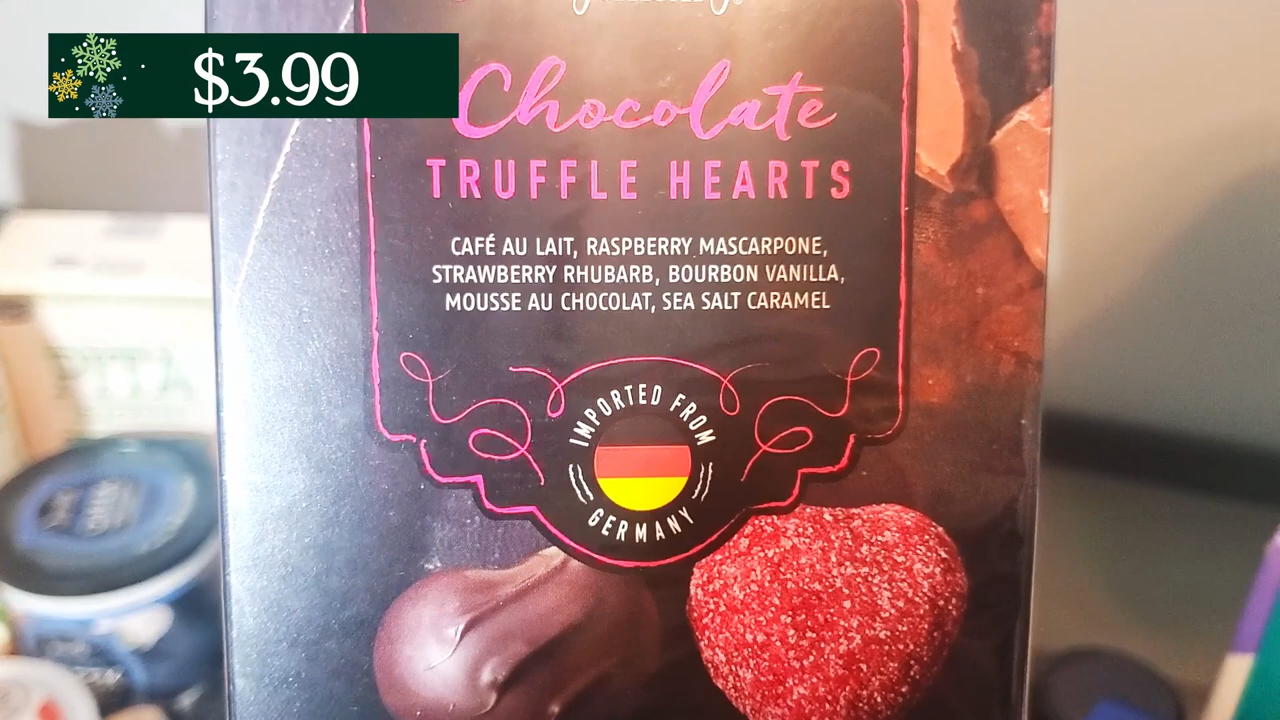 $3.99
Chocolate
TRUFFLE HEARTS
CAFÉ AU LAIT, RASPBERRY MASCARPONE,
STRAWBERRY RHUBARB, BOURBON VANILLA,
MOUSSE AU CHOCOLAT, SEA SALT CARAMEL
IMPORTED FROM
GERMANY